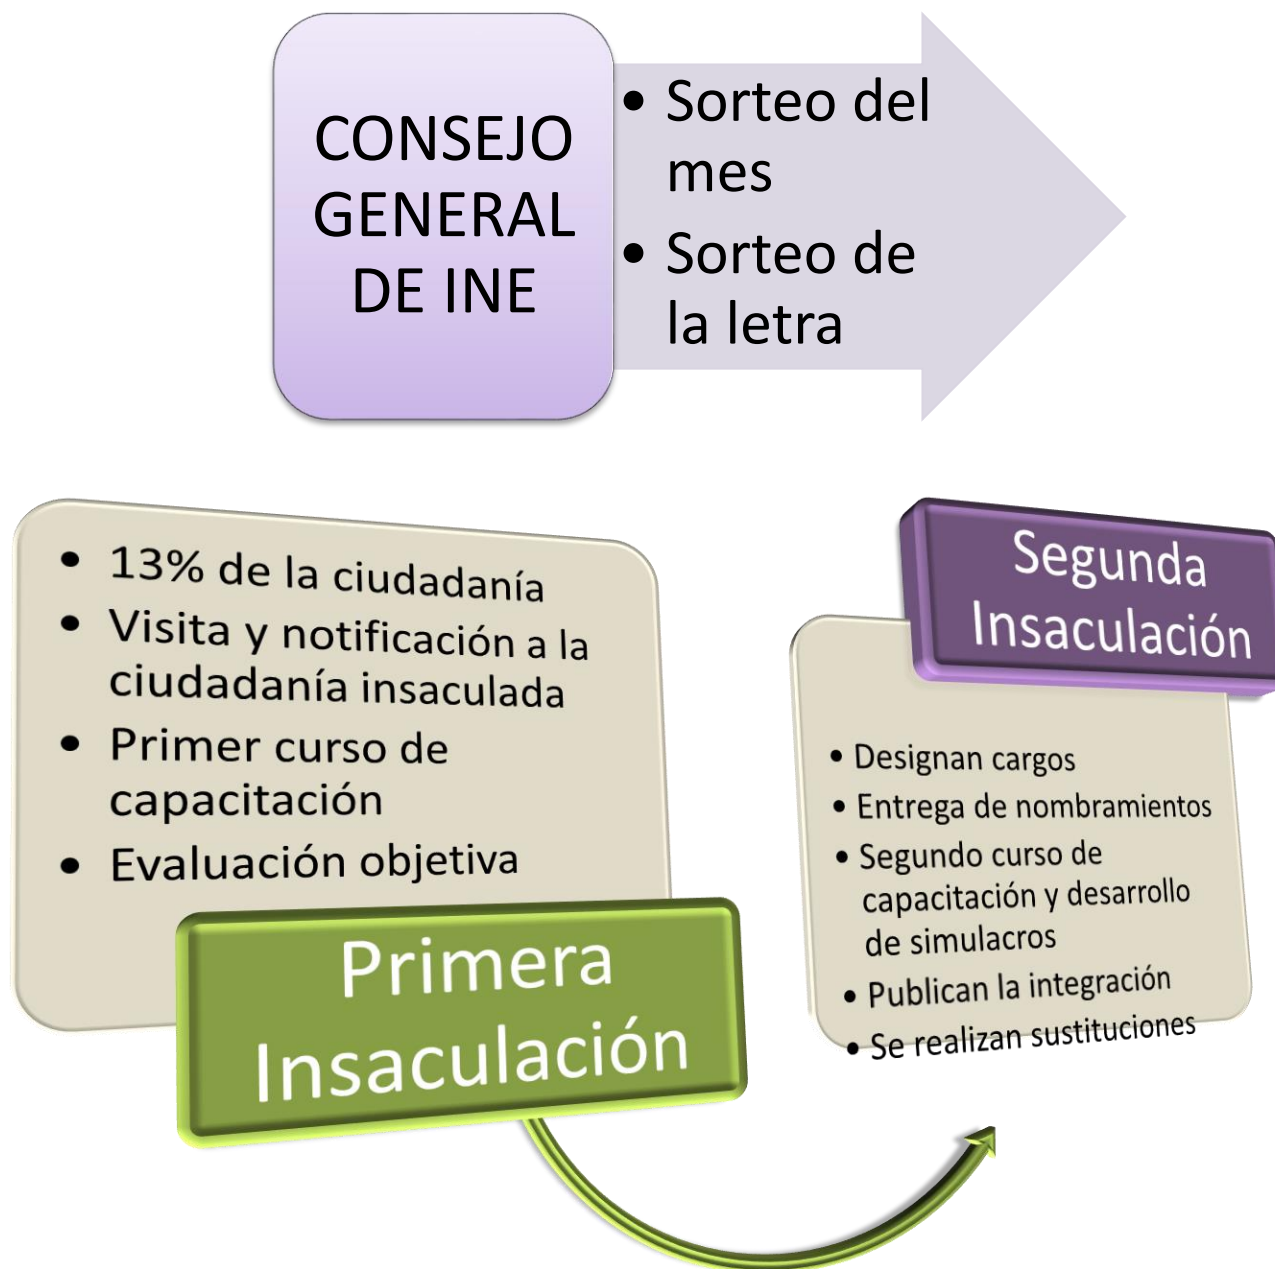 CONSEJO
GENERAL
DE INE
• Sorteo del
mes
• Sorteo de
la letra
• 13% de la ciudadanía
• Visita y notificación a la
ciudadanía insaculada
• Primer curso de
capacitación
• Evaluación objetiva
Primera
Insaculación
Segunda
Insaculación
• Designan cargos
• Entrega de nombramientos
• Segundo curso de
capacitación y desarrollo
de simulacros
• Publican la integración
• Se realizan sustituciones